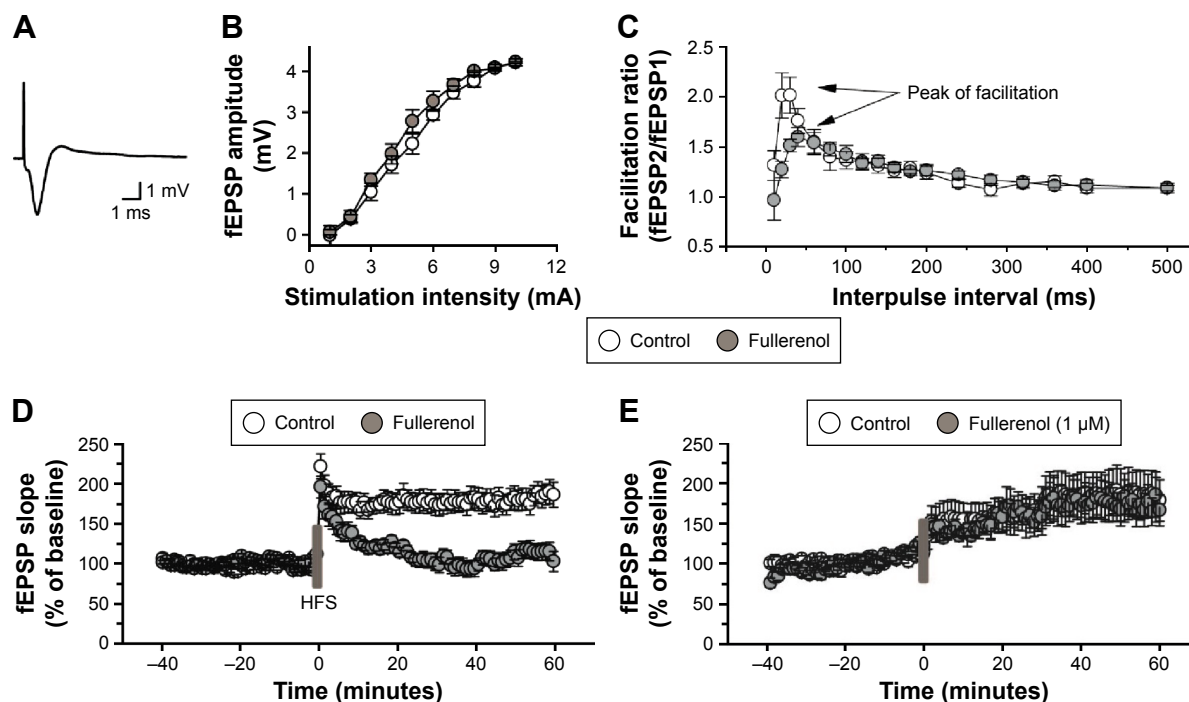 A
1 mV
1 ms
B
fEPSP ampitude
(mV)
4
3
2
1
0
0
3
6
9
12
Stimulation intensity (mA)
C
Facilitation ratio
(fEPSP2/fEPSP1)
2.5
2.0
1.5
1.0
0.5
Peak of facilitation
0
100
200
300
400
500
Interpulse interval (ms)
Control
Fullerenol
D
Control
Fullerenol
fEPSP slope
(% of baseline)
250
200
150
100
50
0
HFS
–40
–20
0
20
40
60
Time (minutes)
E
Control
Fullerenol (1 µM)
fEPSP slope
(% of baseline)
250
200
150
100
50
0
–40
–20
0
20
40
60
Time (minutes)